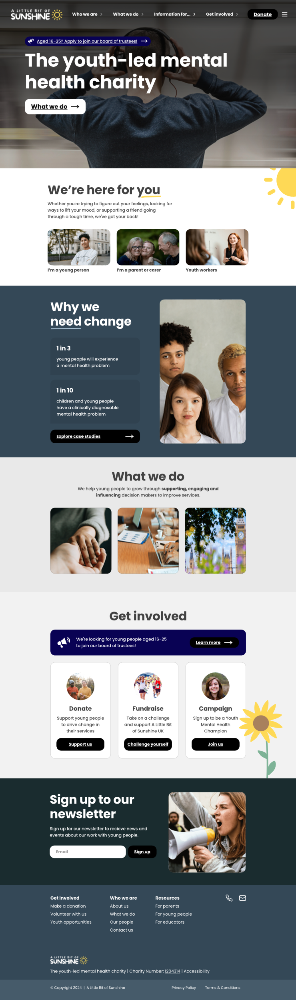 A LITTLE BIT OF
SUNSHINE
Who we are
What we do
Information for...
Get involved
Donate
Aged 16-25? Apply to join our board of trustees!
The youth-led mental
health charity
What we do
We're here for you
Whether you're trying to figure out your feelings, looking for
ways to lift your mood, or supporting a friend going
through a tough time, we've got your back!
I'm a young person
I'm a parent or carer
Youth workers
Why we
need change
1 in 3
young people will experience
a mental health problem
1 in 10
children and young people
have a clinically diagnosable
mental health problem
Explore case studies
What we do
We help young people to grow through supporting, engaging and
influencing decision makers to improve services.
Get involved
We're looking for young people aged 16-25
to join our board of trustees!
Learn more
Donate
Support young people
to drive change in
their services
Support us
Fundraise
Take on a challenge
and support A Little Bit
of Sunshine UK
Challenge yourself
Campaign
Sign up to be a Youth
Mental Health
Champion
Join us
Sign up to our
newsletter
Sign up for our newsletter to recieve news and
events about our work with young people.
Email
Sign up
Get Involved
Make a donation
Volunteer with us
Youth opportunities
Who we are
About us
What we do
Our people
Contact us
Resources
For parents
For young people
For educators
A LITTLE BIT OF
SUNSHINE
The youth-led mental health charity | Charity Number: 1204314 | Accessibility
© Copyright 2024 | A Little Bit of Sunshine
Privacy Policy
Terms & Conditions